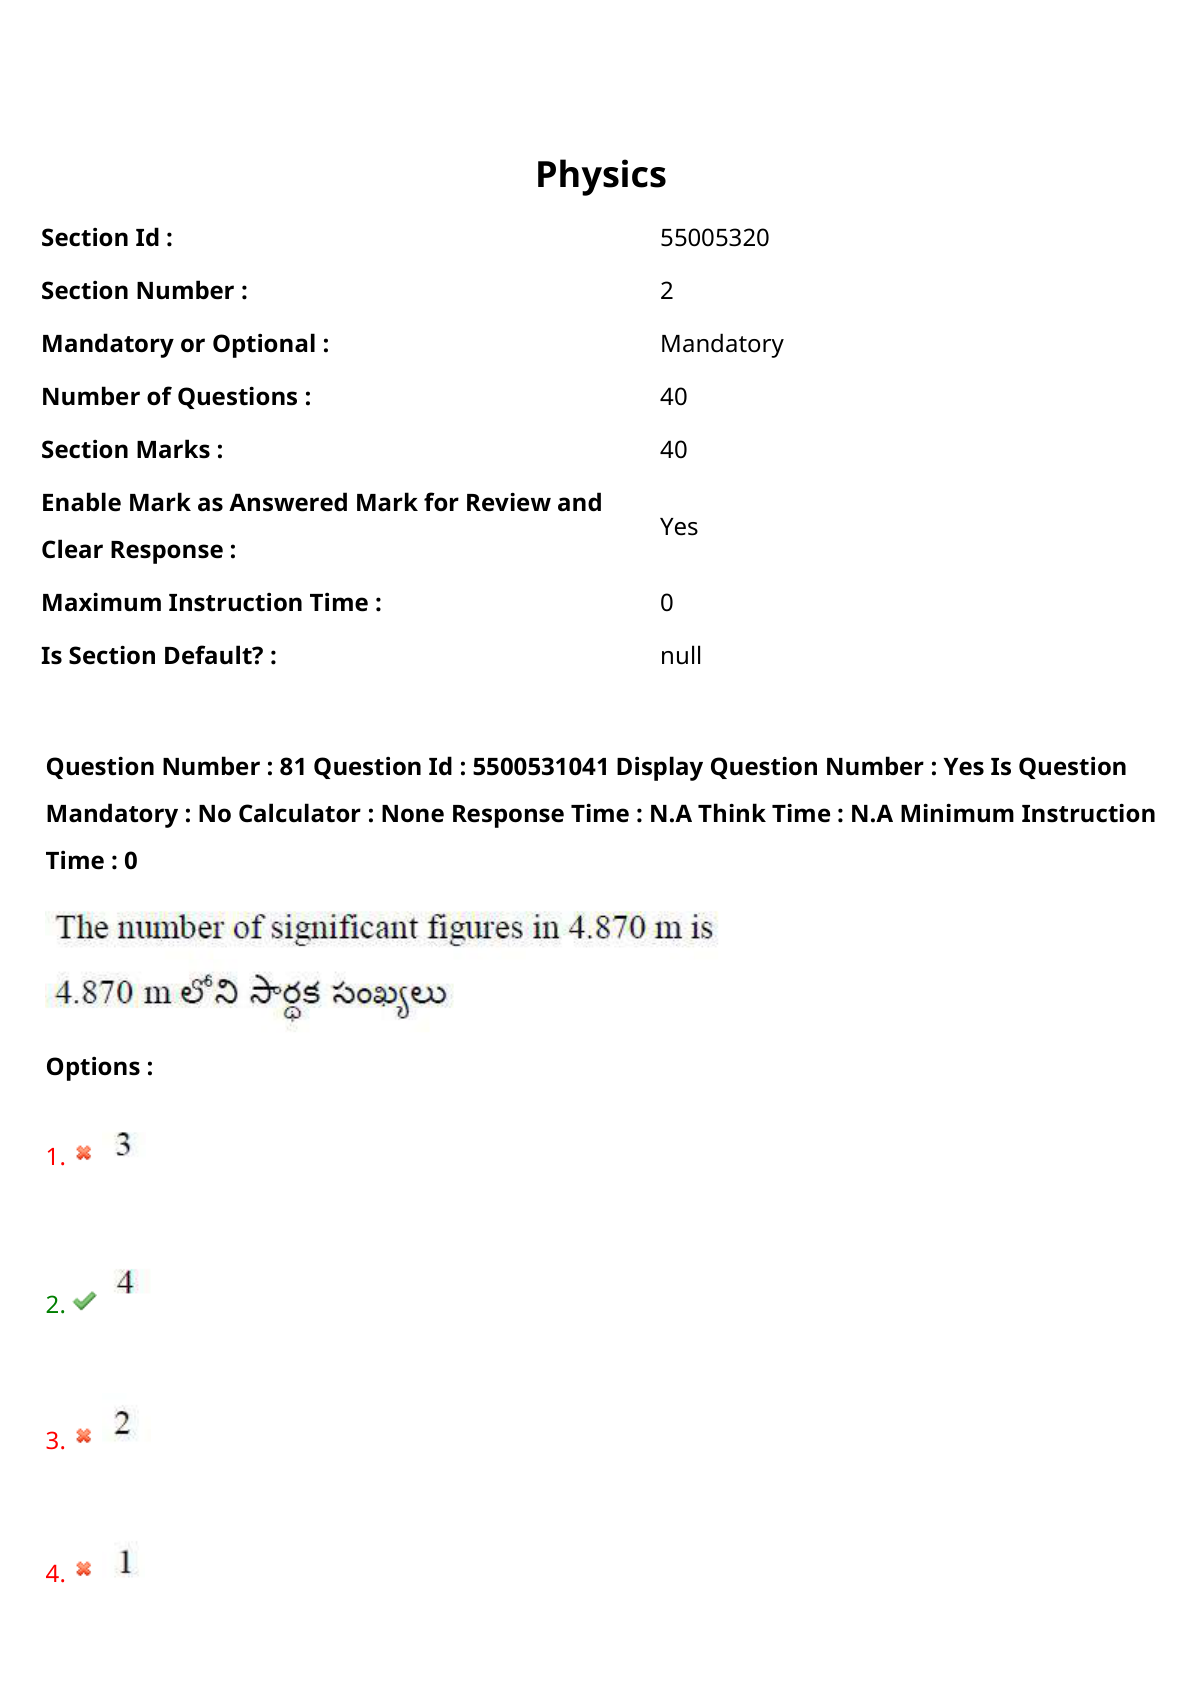 Physics
Section Id : 55005320
Section Number : 2
Mandatory or Optional : Mandatory
Number of Questions : 40
Section Marks : 40
Enable Mark as Answered Mark for Review and
Clear Response : Yes
Maximum Instruction Time : 0
Is Section Default? : null
Question Number : 81 Question Id : 5500531041 Display Question Number : Yes Is Question
Mandatory : No Calculator : None Response Time : N.A Think Time : N.A Minimum Instruction
Time : 0
The number of significant figures in 4.870 m is
4.870 m లోని సార్థక సంఖ్యలు
Options :
1. 3
2. 4
3. 2
4. 1